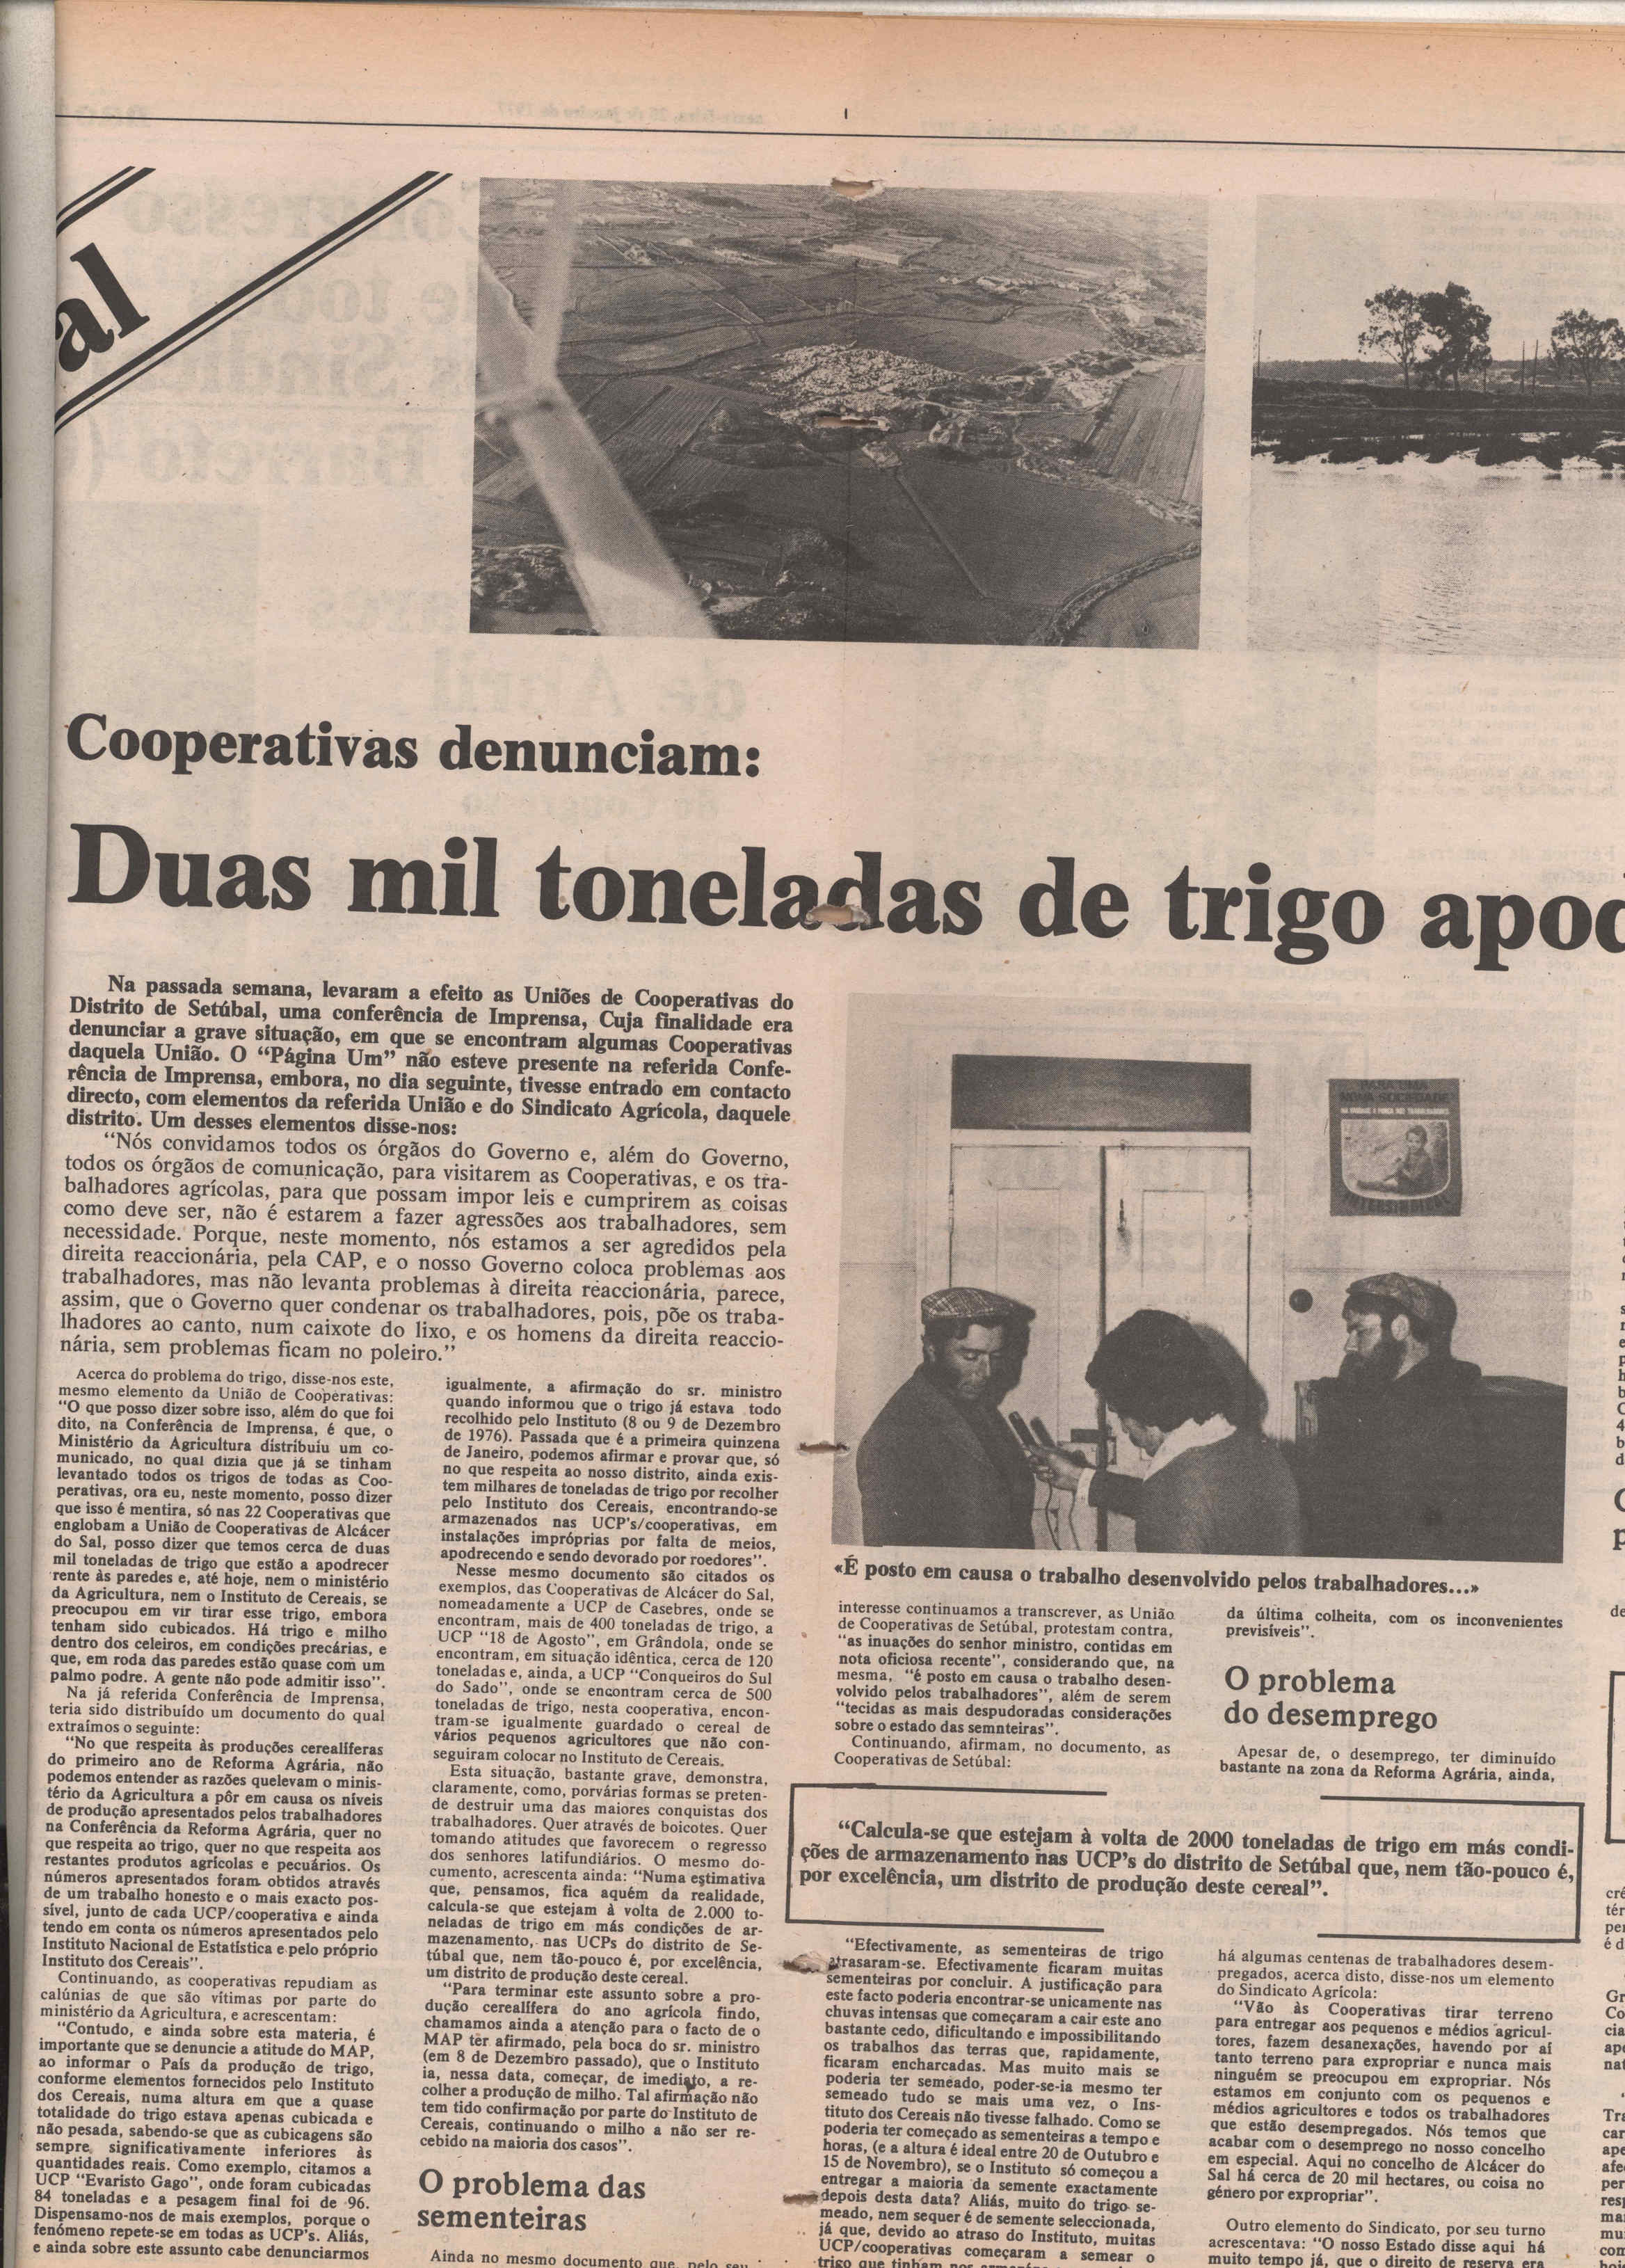 al
Cooperativas denunciam:
Duas mil toneladas de trigo apod
Na passada semana, levaram a efeito as Uniões de Cooperativas do
Distrito de Setúbal, uma conferência de Imprensa, Cuja finalidade era
denunciar a grave situação, em que se encontram algumas Cooperativas
daquela União. O “Página Um” não esteve presente na referida Confe-
rência de Imprensa, embora, no dia seguinte, tivesse entrado em contacto
directo, com elementos da referida União e do Sindicato Agrícola, daquele
distrito. Um desses elementos disse-nos:
“Nós convidamos todos os órgãos do Governo e, além do Governo,
todos os órgãos de comunicação, para visitarem as Cooperativas, e os tra-
balhadores agrícolas, para que possam impor leis e cumprirem as coisas
como deve ser, não é estarem a fazer agressões aos trabalhadores, sem
necessidade. Porque, neste momento, nós estamos a ser agredidos pela
direita reaccionária, pela CAP, e o nosso Governo coloca problemas aos
trabalhadores, mas não levanta problemas à direita reaccionária, parece,
assim, que o Governo quer condenar os trabalhadores, pois, põe os traba-
lhadores ao canto, num caixote do lixo, e os homens da direita reaccio-
nária, sem problemas ficam no poleiro.”
Acerca do problema do trigo, disse-nos este,
mesmo elemento da União de Cooperativas:
“O que posso dizer sobre isso, além do que foi
dito, na Conferência de Imprensa, é que, o
Ministério da Agricultura distribuíu um co-
municado, no qual dizia que já se tinham
levantado todos os trigos de todas as Coo-
perativas, ora eu, neste momento, posso dizer
que isso é mentira, só nas 22 Cooperativas que
englobam a União de Cooperativas de Alcácer
do Sal, posso dizer que temos cerca de duas
mil toneladas de trigo que estão a apodrecer
rente às paredes e, até hoje, nem o ministério
da Agricultura, nem o Instituto de Cereais, se
preocupou em vir tirar esse trigo, embora
tenham sido cubicados. Há trigo e milho
dentro dos celeiros, em condições precárias, e
que, em roda das paredes estão quase com um
palmo podre. A gente não pode admitir isso”.
Na já referida Conferência de Imprensa,
teria sido distribuído um documento do qual
extraímos o seguinte:
“No que respeita às produções cerealíferas
do primeiro ano de Reforma Agrária, não
podemos entender as razões quelevam o minis-
tério da Agricultura a pôr em causa os níveis
de produção apresentados pelos trabalhadores
na Conferência da Reforma Agrária, quer no
que respeita ao trigo, quer no que respeita aos
restantes produtos agrícolas e pecuários. Os
números apresentados foram obtidos através
de um trabalho honesto e o mais exacto pos-
sível, junto de cada UCP/cooperativa e ainda
tendo em conta os números apresentados pelo
Instituto Nacional de Estatística e pelo próprio
Instituto dos Cereais”.
Continuando, as cooperativas repudiam as
calúnias de que são vítimas por parte do
ministério da Agricultura, e acrescentam:
“Contudo, e ainda sobre esta materia, é
importante que se denuncie a atitude do MAP,
ao informar o País da produção de trigo,
conforme elementos fornecidos pelo Instituto
dos Cereais, numa altura em que a quase
totalidade do trigo estava apenas cubicada e
não pesada, sabendo-se que as cubicagens são
sempre significativamente inferiores às
quantidades reais. Como exemplo, citamos a
UCP “Evaristo Gago”, onde foram cubicadas
84 toneladas e a pesagem final foi de 96.
Dispensamo-nos de mais exemplos, porque o
fenómeno repete-se em todas as UCP's. Aliás,
e ainda sobre este assunto cabe denunciarmos
igualmente, a afirmação do sr. ministro
quando informou que o trigo já estava todo
recolhido pelo Instituto (8 ou 9 de Dezembro
de 1976). Passada que é a primeira quinzena
de Janeiro, podemos afirmar e provar que, só
no que respeita ao nosso distrito, ainda exis-
tem milhares de toneladas de trigo por recolher
pelo Instituto dos Cereais, encontrando-se
armazenados nas UCP's/cooperativas, em
instalações impróprias por falta de meios,
apodrecendo e sendo devorado por roedores”.
Nesse mesmo documento são citados os
exemplos, das Cooperativas de Alcácer do Sal,
nomeadamente a UCP de Casebres, onde se
encontram, mais de 400 toneladas de trigo, a
UCP “18 de Agosto”, em Grândola, onde se
encontram, em situação idêntica, cerca de 120
toneladas e, ainda, a UCP “Conqueiros do Sul
do Sado”, onde se encontram cerca de 500
toneladas de trigo, nesta cooperativa, encon-
tram-se igualmente guardado o cereal de
vários pequenos agricultores que não con-
seguiram colocar no Instituto de Cereais.
Esta situação, bastante grave, demonstra,
claramente, como, porvárias formas se preten-
de destruir uma das maiores conquistas dos
trabalhadores. Quer através de boicotes. Quer
tomando atitudes que favorecem o regresso
dos senhores latifundiários. O mesmo do-
cumento, acrescenta ainda: “Numa estimativa
que, pensamos, fica aquém da realidade,
calcula-se que estejam à volta de 2.000 to-
neladas de trigo em más condições de ar-
mazenamento, nas UCPs do distrito de Se-
túbal que, nem tão-pouco é, por excelência,
um distrito de produção deste cereal.
“Para terminar este assunto sobre a pro-
dução cerealífera do ano agrícola findo,
chamamos ainda a atenção para o facto de o
MAP ter afirmado, pela boca do sr. ministro
(em 8 de Dezembro passado), que o Instituto
ia, nessa data, começar, de imediato, a re-
colher a produção de milho. Tal afirmação não
tem tido confirmação por parte do Instituto de
Cereais, continuando o milho a não ser re-
cebido na maioria dos casos”.
O problema das
sementeiras
Ainda no mesmo documento que, pelo seu
NOVA SOCIEDADE
INTERSINDICAL
«É posto em causa o trabalho desenvolvido pelos trabalhadores...»
interesse continuamos a transcrever, as União
de Cooperativas de Setúbal, protestam contra,
“as inuações do senhor ministro, contidas em
nota oficiosa recente”, considerando que, na
mesma, “é posto em causa o trabalho desen-
volvido pelos trabalhadores”, além de serem
“tecidas as mais despudoradas considerações
sobre o estado das semnteiras”.
Continuando, afirmam, no documento, as
Cooperativas de Setúbal:
“Calcula-se que estejam à volta de 2000 toneladas de trigo em más condi-
ções de armazenamento nas UCP's do distrito de Setúbal que, nem tão-pouco é,
por excelência, um distrito de produção deste cereal”.
“Efectivamente, as sementeiras de trigo
atrasaram-se. Efectivamente ficaram muitas
sementeiras por concluir. A justificação para
este facto poderia encontrar-se unicamente nas
chuvas intensas que começaram a cair este ano
bastante cedo, dificultando e impossibilitando
os trabalhos das terras que, rapidamente,
ficaram encharcadas. Mas muito mais se
poderia ter semeado, poder-se-ia mesmo ter
semeado tudo se mais uma vez, o Ins-
tituto dos Cereais não tivesse falhado. Como se
poderia ter começado as sementeiras a tempo e
horas, (e a altura é ideal entre 20 de Outubro e
15 de Novembro), se o Instituto só começou a
entregar a maioria da semente exactamente
depois desta data? Aliás, muito do trigo se-
meado, nem sequer é de semente seleccionada,
já que, devido ao atraso do Instituto, muitas
UCP/cooperativas começaram a semear o
trigo que tinham nos
da última colheita, com os inconvenientes
previsíveis”.
O problema
do desemprego
Apesar de, o desemprego, ter diminuído
bastante na zona da Reforma Agrária, ainda,
há algumas centenas de trabalhadores desem-
pregados, acerca disto, disse-nos um elemento
do Sindicato Agrícola:
“Vão às Cooperativas tirar terreno
para entregar aos pequenos e médios agricul-
tores, fazem desanexações, havendo por aí
tanto terreno para expropriar e nunca mais
ninguém se preocupou em expropriar. Nós
estamos em conjunto com os pequenos e
médios agricultores e todos os trabalhadores
que estão desempregados. Nós temos que
acabar com o desemprego no nosso concelho
em especial. Aqui no concelho de Alcácer do
Sal há cerca de 20 mil hectares, ou coisa no
género por expropriar”.
Outro elemento do Sindicato, por seu turno
acrescentava: “O nosso Estado disse aqui há
muito tempo já, que o direito de reserva era